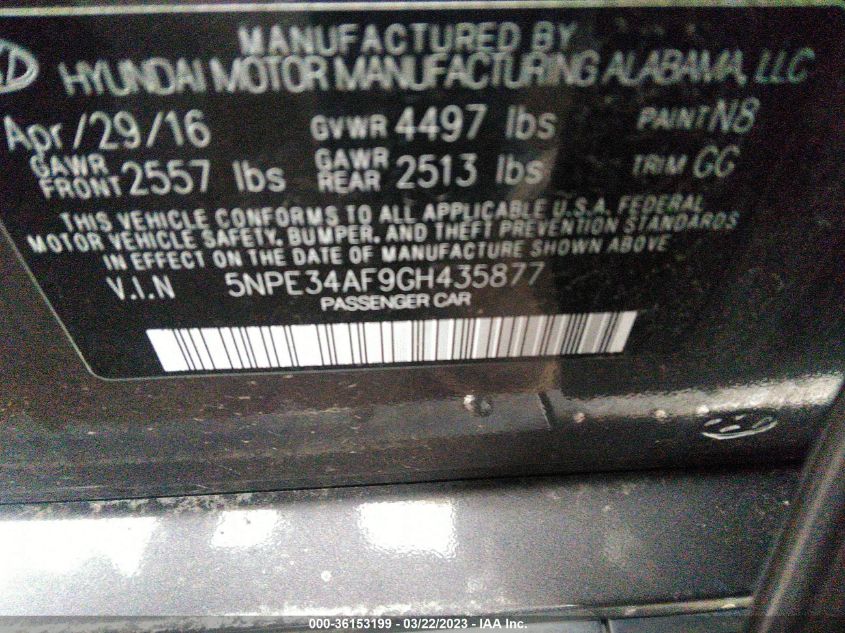 MANUFACTURED BY
HYUNDAI MOTOR MANUFACTURING ALABAMA, LLC
Apr/29/16 GVWR 4497 lbs PAINT N8
GAWR FRONT 2557 lbs GAWR REAR 2513 lbs TRIM GG
THIS VEHICLE CONFORMS TO ALL APPLICABLE U.S.A. FEDERAL
MOTOR VEHICLE SAFETY, BUMPER, AND THEFT PREVENTION STANDARDS
IN EFFECT ON THE DATE OF MANUFACTURE SHOWN ABOVE
V.I.N 5NPE34AF9GH435877
PASSENGER CAR
000-36153199 - 03/22/2023 - IAA Inc.